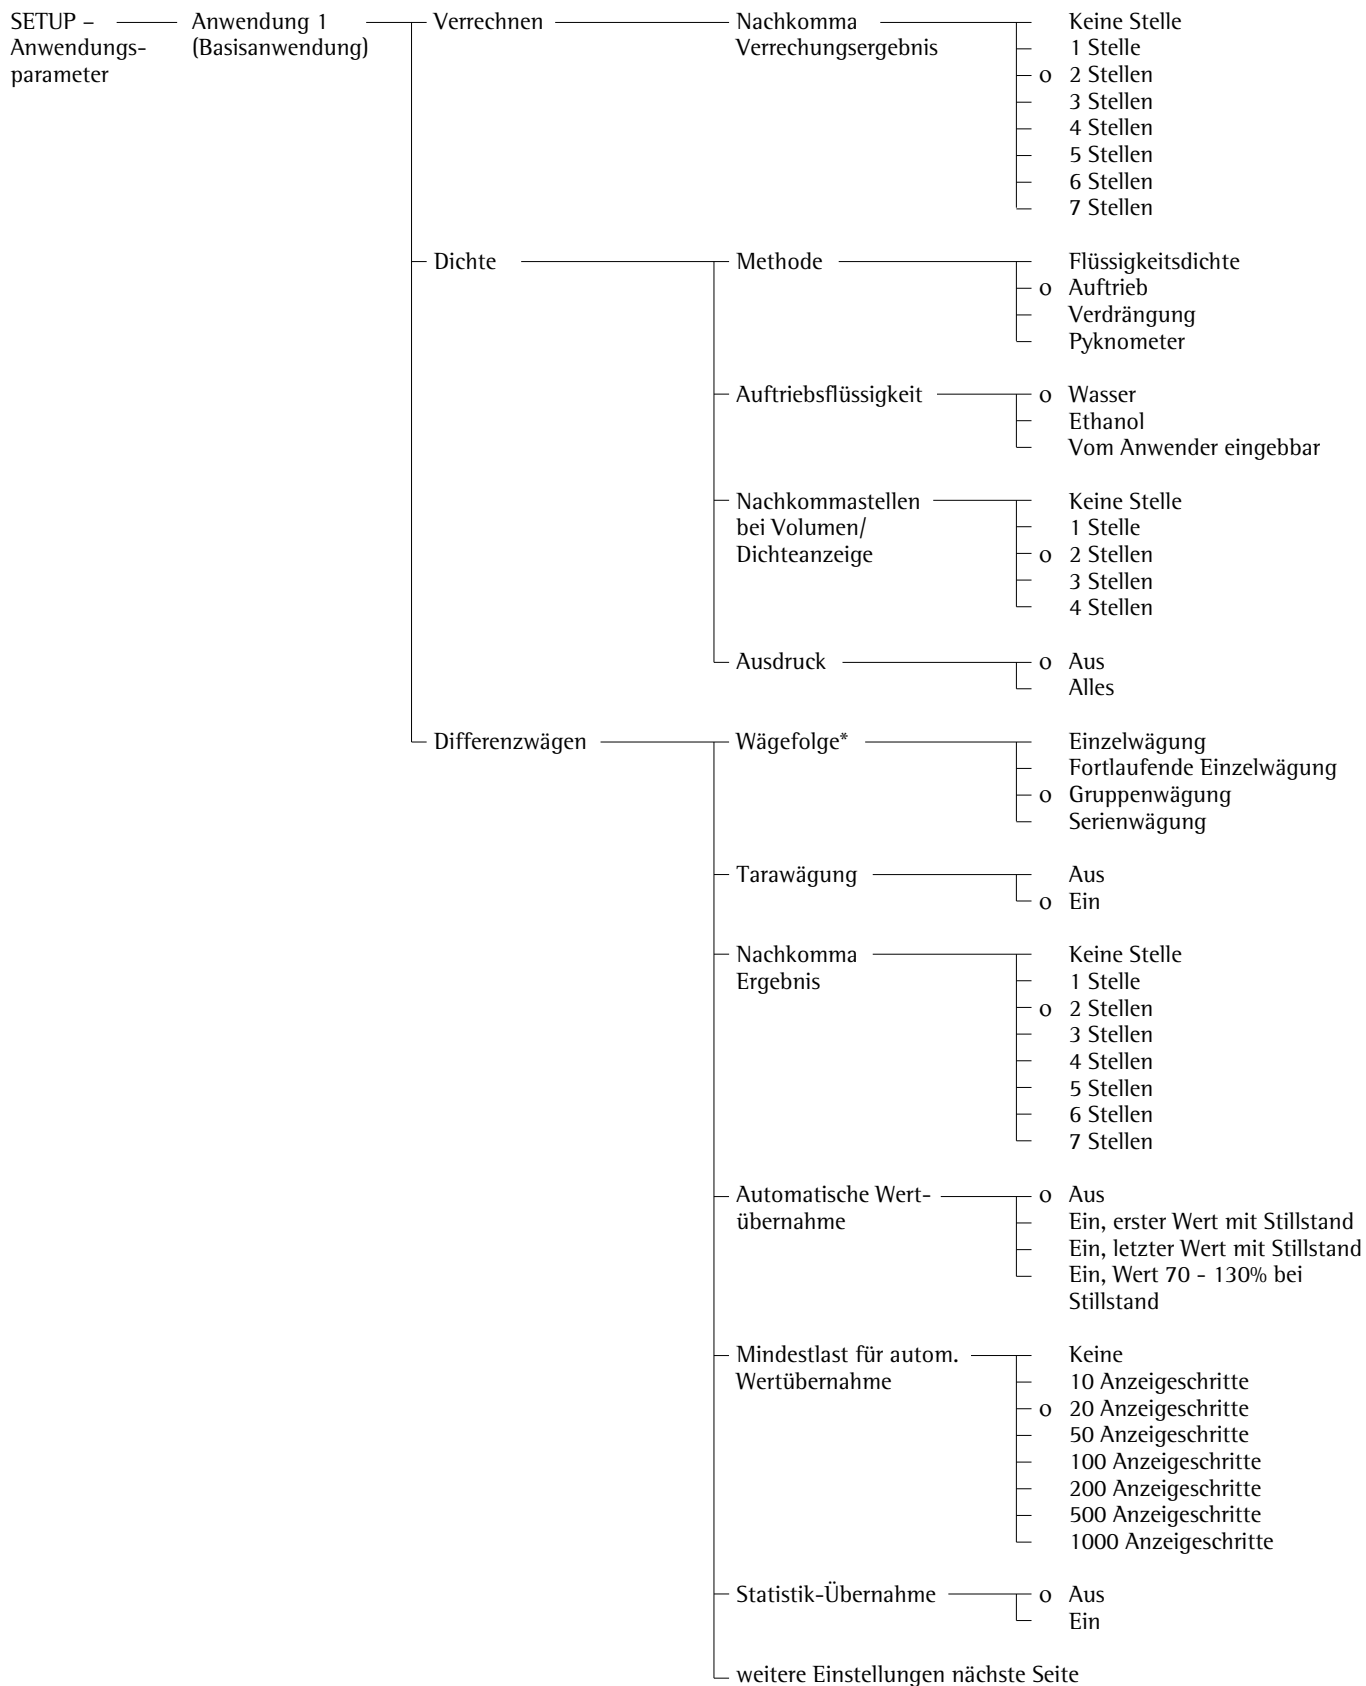 SETUP – Anwendung 1 Verrechnen Nachkomma Keine Stelle
Anwendungs- (Basisanwendung) Verrechungsergebnis 1 Stelle
parameter o 2 Stellen
3 Stellen
4 Stellen
5 Stellen
6 Stellen
7 Stellen
Dichte Methode Flüssigkeitsdichte
o Auftrieb
Verdrängung
Pyknometer
Auftriebsflüssigkeit o Wasser
Ethanol
Vom Anwender eingebbar
Nachkommastellen Keine Stelle
bei Volumen/ 1 Stelle
Dichteanzeige o 2 Stellen
3 Stellen
4 Stellen
Ausdruck o Aus
Alles
Differenzwägen Wägefolge* Einzelwägung
Fortlaufende Einzelwägung
o Gruppenwägung
Serienwägung
Tarawägung Aus
o Ein
Nachkomma Keine Stelle
Ergebnis 1 Stelle
o 2 Stellen
3 Stellen
4 Stellen
5 Stellen
6 Stellen
7 Stellen
Automatische Wert- o Aus
übernahme Ein, erster Wert mit Stillstand
Ein, letzter Wert mit Stillstand
Ein, Wert 70 - 130% bei
Stillstand
Mindestlast für autom. Keine
Wertübernahme 10 Anzeigeschritte
o 20 Anzeigeschritte
50 Anzeigeschritte
100 Anzeigeschritte
200 Anzeigeschritte
500 Anzeigeschritte
1000 Anzeigeschritte
Statistik-Übernahme o Aus
Ein
weitere Einstellungen nächste Seite